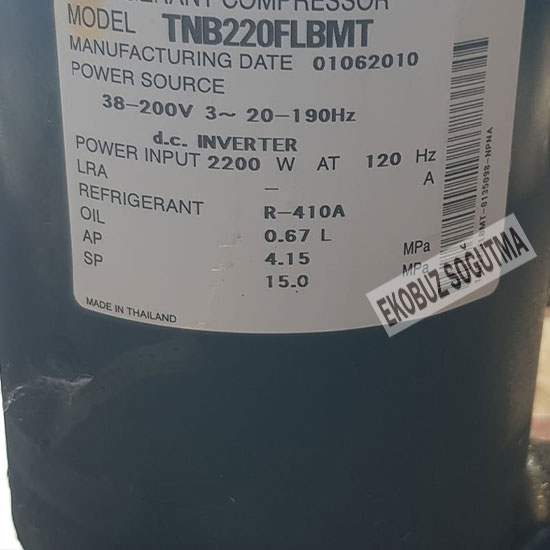 COMPRESSOR
MODEL TNB220FLBMT
MANUFACTURING DATE 01062010
POWER SOURCE
38-200V 3~ 20-190Hz
d.c. INVERTER
POWER INPUT 2200 W AT 120 Hz
LRA — A
REFRIGERANT R-410A
OIL 0.67 L
AP 4.15 MPa
SP 15.0 MPa
MADE IN THAILAND
EKOBUZ SOĞUTMA